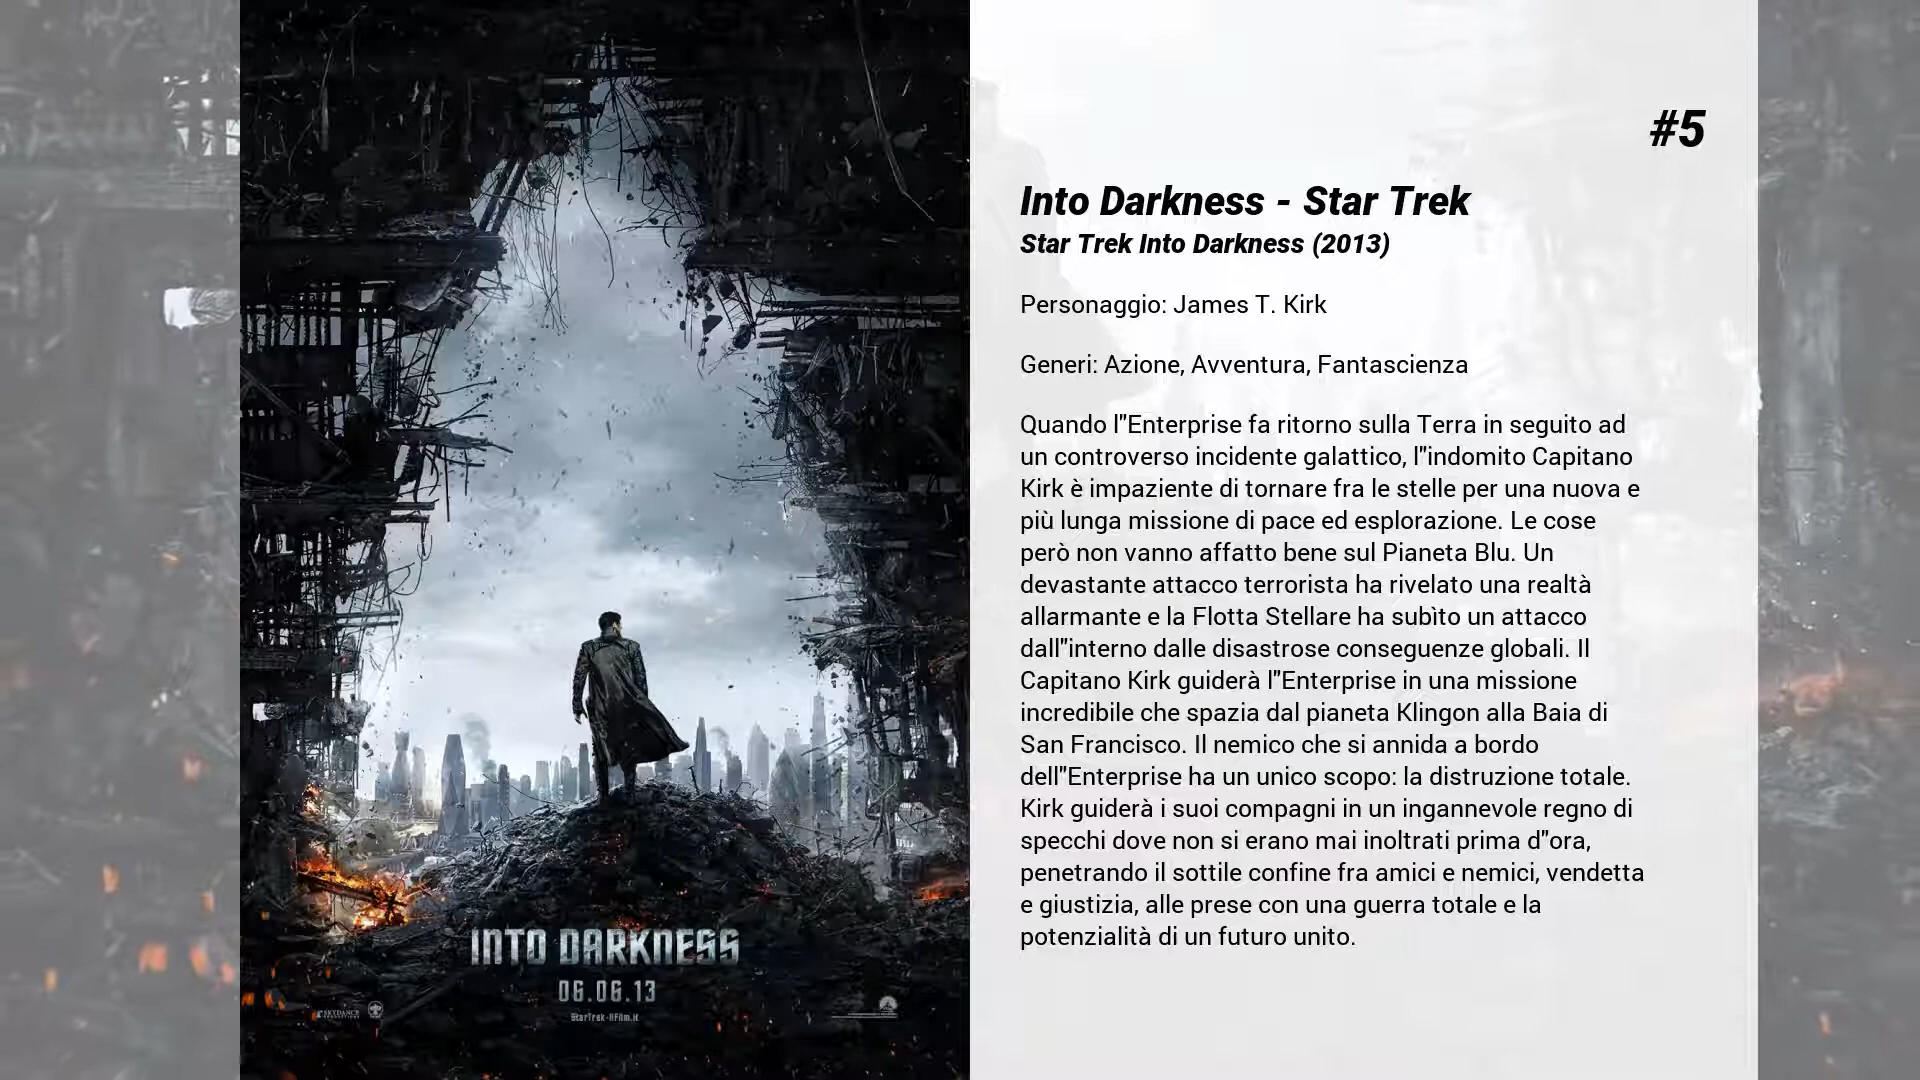 INTO DARKNESS
06.06.13
StarTrek-IlFilm.it
SKYDANCE
#5
Into Darkness - Star Trek
Star Trek Into Darkness (2013)
Personaggio: James T. Kirk
Generi: Azione, Avventura, Fantascienza
Quando l"Enterprise fa ritorno sulla Terra in seguito ad
un controverso incidente galattico, l"indomito Capitano
Kirk è impaziente di tornare fra le stelle per una nuova e
più lunga missione di pace ed esplorazione. Le cose
però non vanno affatto bene sul Pianeta Blu. Un
devastante attacco terrorista ha rivelato una realtà
allarmante e la Flotta Stellare ha subìto un attacco
dall"interno dalle disastrose conseguenze globali. Il
Capitano Kirk guiderà l"Enterprise in una missione
incredibile che spazia dal pianeta Klingon alla Baia di
San Francisco. Il nemico che si annida a bordo
dell"Enterprise ha un unico scopo: la distruzione totale.
Kirk guiderà i suoi compagni in un ingannevole regno di
specchi dove non si erano mai inoltrati prima d"ora,
penetrando il sottile confine fra amici e nemici, vendetta
e giustizia, alle prese con una guerra totale e la
potenzialità di un futuro unito.